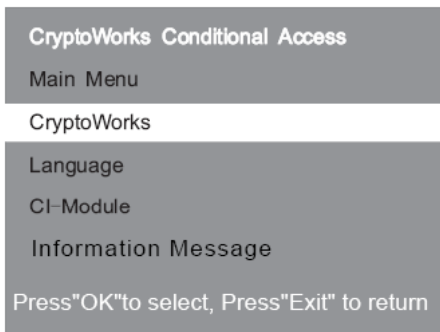 CryptoWorks Conditional Access
Main Menu
CryptoWorks
Language
CI-Module
Information Message
Press"OK"to select, Press"Exit" to return